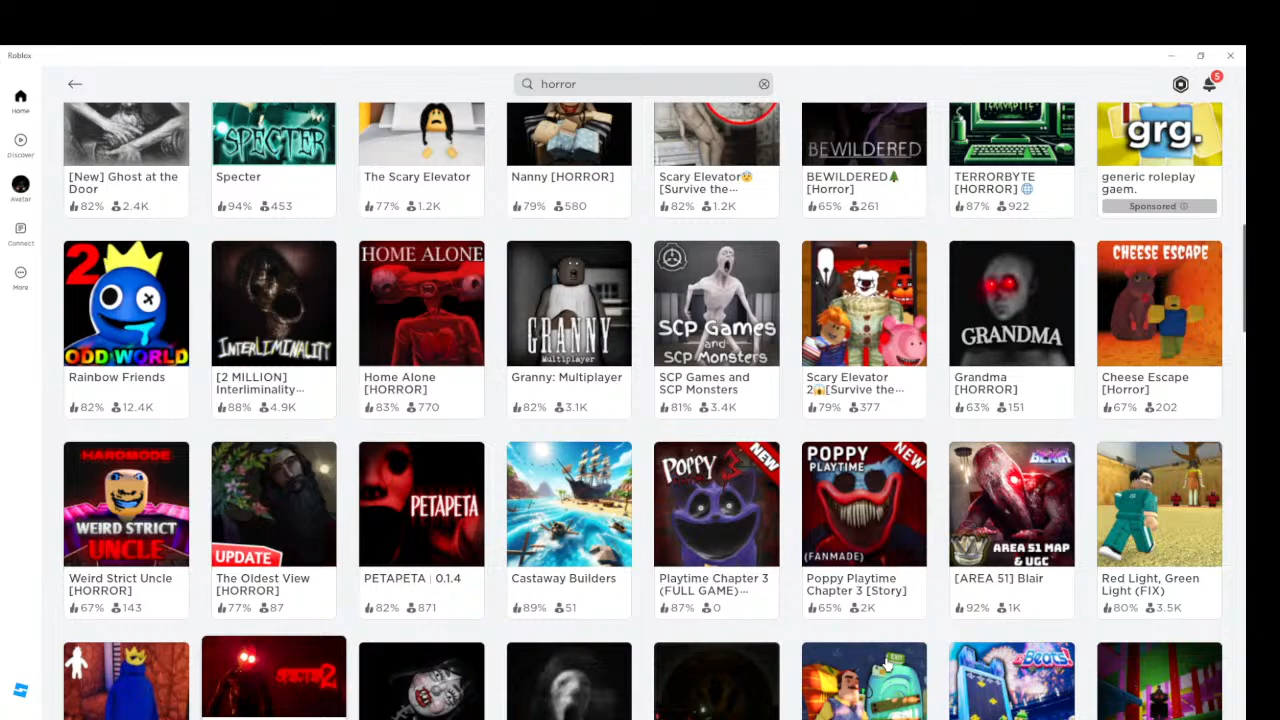 Roblox
horror
5
Home
Discover
Avatar
Connect
More
SPECTER
BEWILDERED
TERRORBYTE
grg.
[New] Ghost at the
Door
82% 2.4K
Specter
94% 453
The Scary Elevator
77% 1.2K
Nanny [HORROR]
79% 580
Scary Elevator😨
[Survive the...
82% 1.2K
BEWILDERED🌲
[Horror]
65% 261
TERRORBYTE
[HORROR] 🌐
87% 922
generic roleplay
gaem.
Sponsored
2
ODD WORLD
INTERLIMINALITY
HOME ALONE
GRANNY
Multiplayer
SCP Games
and
SCP Monsters
GRANDMA
CHEESE ESCAPE
Rainbow Friends
82% 12.4K
[2 MILLION]
Interliminality...
88% 4.9K
Home Alone
[HORROR]
83% 770
Granny: Multiplayer
82% 3.1K
SCP Games and
SCP Monsters
81% 3.4K
Scary Elevator
2😱[Survive the...
79% 377
Grandma
[HORROR]
63% 151
Cheese Escape
[Horror]
67% 202
HARDMODE
WEIRD STRICT
UNCLE
UPDATE
PETAPETA
POPPY 3
NEW
POPPY
PLAYTIME
NEW
(FANMADE)
BLAIR
AREA 51 MAP
& UGC
Weird Strict Uncle
[HORROR]
67% 143
The Oldest View
[HORROR]
77% 87
PETAPETA | 0.1.4
82% 871
Castaway Builders
89% 51
Playtime Chapter 3
(FULL GAME)...
87% 0
Poppy Playtime
Chapter 3 [Story]
65% 2K
[AREA 51] Blair
92% 1K
Red Light, Green
Light (FIX)
80% 3.5K
SPECTER2
EXIT
Beats!